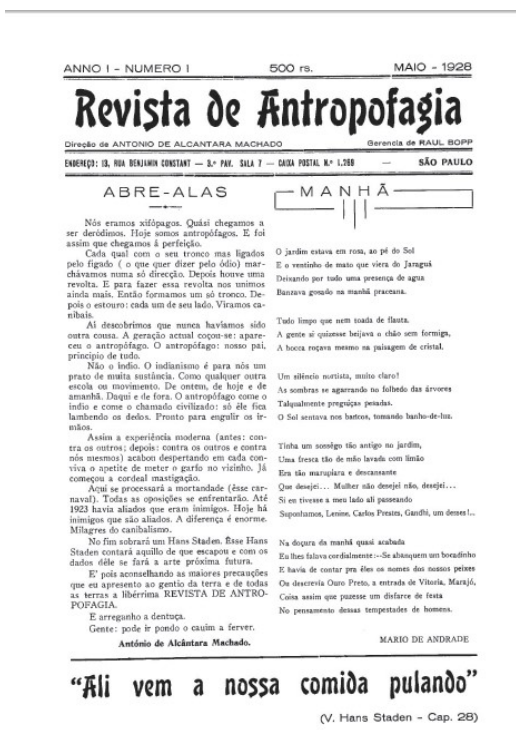 ANNO I - NUMERO I 500 rs. MAIO - 1928
Revista de Antropofagia
Direção de ANTONIO DE ALCANTARA MACHADO Gerencia de RAUL BOPP
ENDEREÇO: 13, RUA BENJAMIN CONSTANT — 3.º PAV. SALA 7 — CAIXA POSTAL N.º 1.269 — SÃO PAULO
ABRE-ALAS
Nós eramos xifópagos. Quási chegamos a
ser deródimos. Hoje somos antropófagos. E foi
assim que chegamos á perfeição.
Cada qual com o seu tronco mas ligados
pelo fígado ( o que quer dizer pelo ódio) mar-
chávamos numa só direcção. Depois houve uma
revolta. E para fazer essa revolta nos unimos
ainda mais. Então formamos um só tronco. De-
pois o estouro: cada um de seu lado. Viramos ca-
nibais.
Aí descobrimos que nunca havíamos sido
outra cousa. A geração actual coçou-se: apare-
ceu o antropófago. O antropófago: nosso pai,
principio de tudo.
Não o índio. O indianismo é para nós um
prato de muita sustância. Como qualquer outra
escola ou movimento. De ontem, de hoje e de
amanhã. Daqui e de fora. O antropófago come o
índio e come o chamado civilizado: só êle fica
lambendo os dedos. Pronto para engulir os ir-
mãos.
Assim a experiência moderna (antes: con-
tra os outros; depois: contra os outros e contra
nós mesmos) acabou despertando em cada con-
viva o apetite de meter o garfo no vizinho. Já
começou a cordeal mastigação.
Aqui se processará a mortandade (êsse car-
naval). Todas as oposições se enfrentarão. Até
1923 havia aliados que eram inimigos. Hoje há
inimigos que são aliados. A diferença é enorme.
Milagres do canibalismo.
No fim sobrará um Hans Staden. Êsse Hans
Staden contará aquillo de que escapou e com os
dados dêle se fará a arte próxima futura.
E' pois aconselhando as maiores precauções
que eu apresento ao gentio da terra e de todas
as terras a libérrima REVISTA DE ANTRO-
POFAGIA.
E arreganho a dentuça.
Gente: pode ir pondo o cauim a ferver.
António de Alcântara Machado.
MANHÃ
O jardim estava em rosa, ao pé do Sol
E o ventinho de mato que viera do Jaraguá
Deixando por tudo uma presença de agua
Banzava gosado na manhã praceana.
Tudo limpo que nem toada de flauta.
A gente si quizesse beijava o chão sem formiga,
A bocca roçava mesmo na paisagem de cristal.
Um silêncio nortista, muito claro!
As sombras se agarrando no folhedo das árvores
Talqualmente preguiças pesadas.
O Sol sentava nos bancos, tomando banho-de-luz.
Tinha um sossêgo tão antigo no jardim,
Uma fresca tão de mão lavada com limão
Era tão marupiara e descansante
Que desejei... Mulher não desejei não, desejei...
Si eu tivesse a meu lado ali passeando
Suponhamos, Lenine, Carlos Prestes, Gandhi, um desses!..
Na doçura da manhã quasi acabada
Eu lhes falava cordialmente:--Se abanquem um bocadinho
E havia de contar pra êles os nomes dos nossos peixes
Ou descrevia Ouro Preto, a entrada de Vitoria, Marajó,
Coisa assim que puzesse um disfarce de festa
No pensamento dessas tempestades de homens.
MARIO DE ANDRADE
“Ali vem a nossa comida pulando”
(V. Hans Staden - Cap. 28)